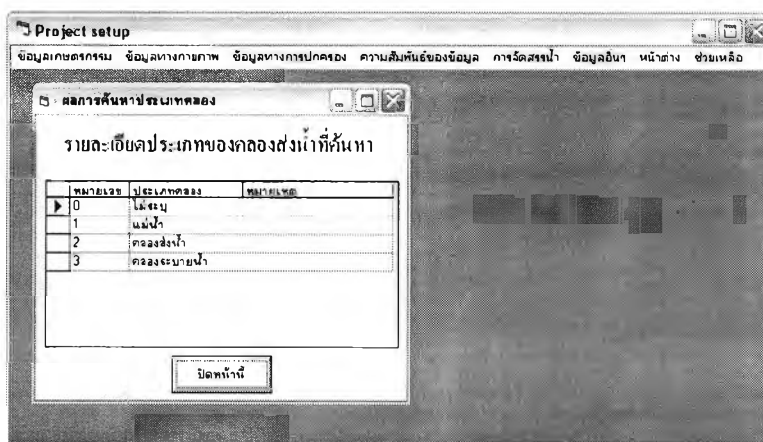 Project setup
ข้อมูลเกษตรกรรม ข้อมูลทางกายภาพ ข้อมูลทางการปกครอง ความสัมพันธ์ของข้อมูล การจัดสรรน้ำ ข้อมูลอื่นๆ หน้าต่าง ช่วยเหลือ
ผลการค้นหาประเภทคลอง
รายละเอียดประเภทของคลองส่งน้ำที่ค้นหา
หมายเลข ประเภทคลอง หมายเหตุ
0 ไม่ระบุ
1 แม่น้ำ
2 คลองส่งน้ำ
3 คลองระบายน้ำ
ปิดหน้านี้